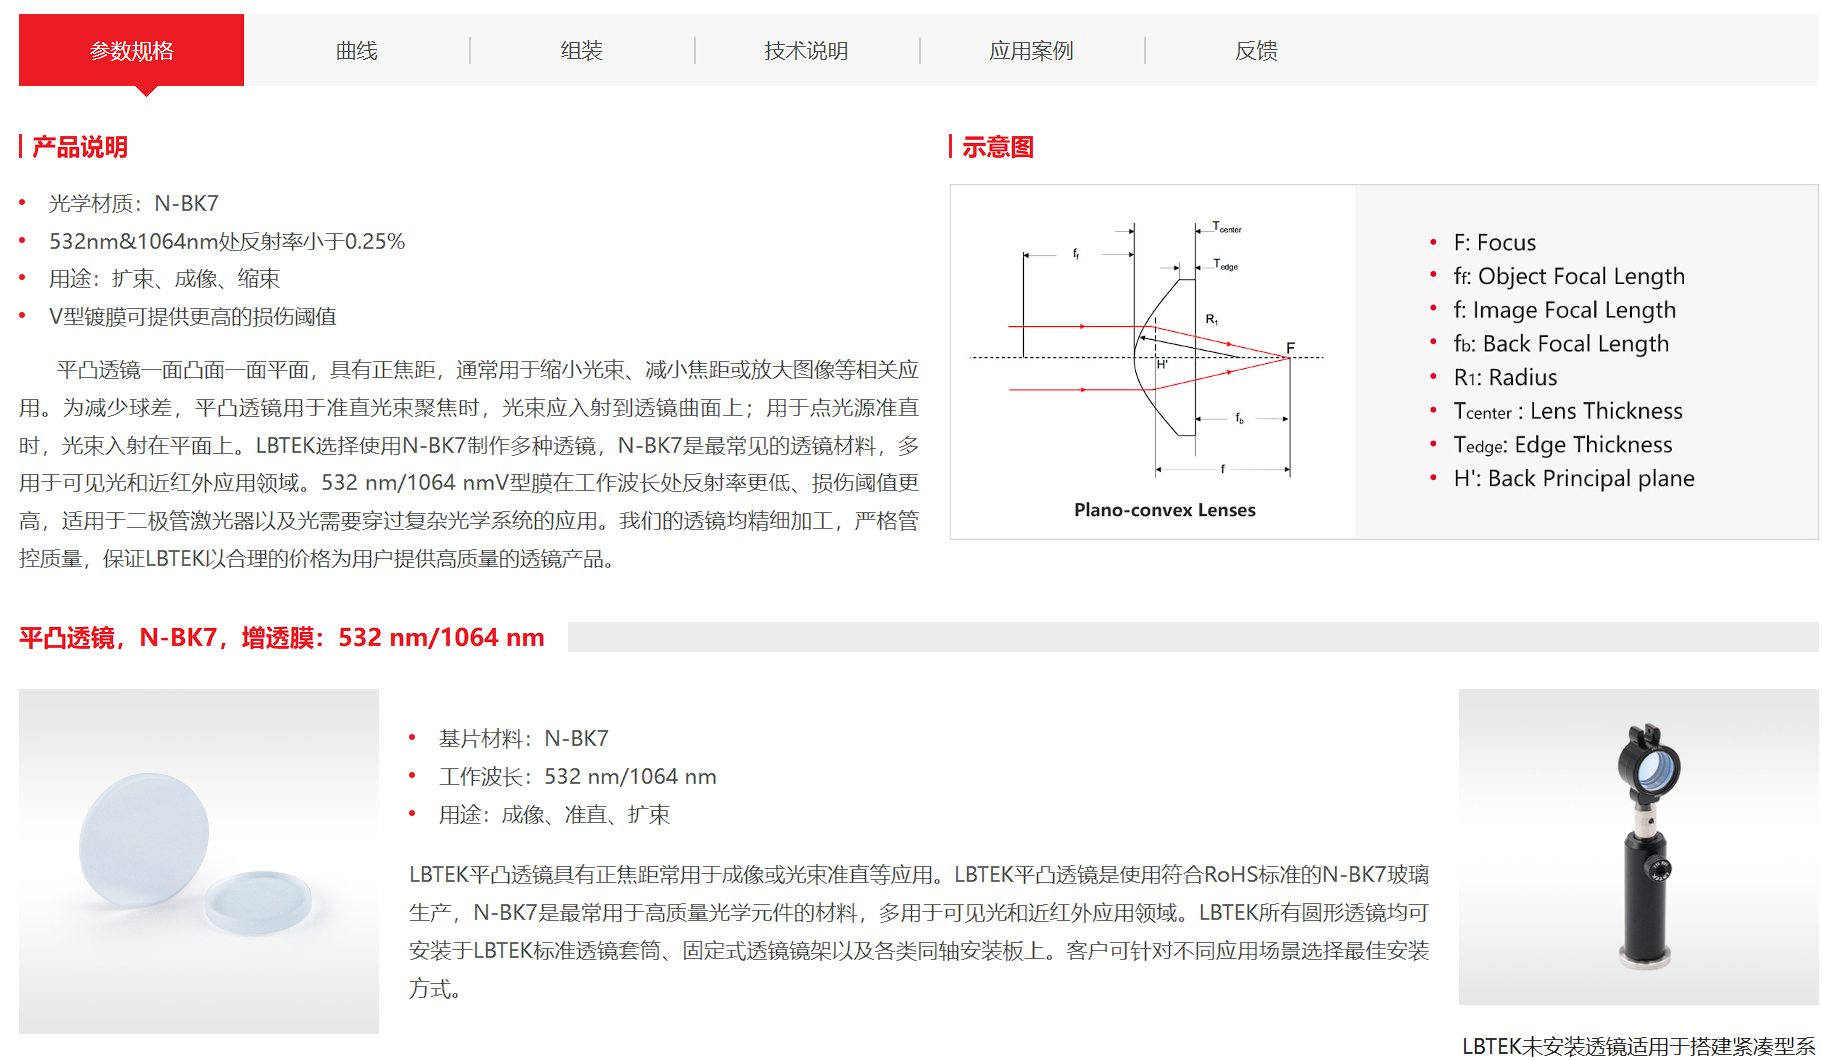 参数规格
曲线
组装
技术说明
应用案例
反馈
产品说明
光学材质：N-BK7
532nm&1064nm处反射率小于0.25%
用途：扩束、成像、缩束
V型镀膜可提供更高的损伤阈值
平凸透镜一面凸面一面平面，具有正焦距，通常用于缩小光束、减小焦距或放大图像等相关应
用。为减少球差，平凸透镜用于准直光束聚焦时，光束应入射到透镜曲面上；用于点光源准直
时，光束入射在平面上。LBTEK选择使用N-BK7制作多种透镜，N-BK7是最常见的透镜材料，多
用于可见光和近红外应用领域。532 nm/1064 nmV型膜在工作波长处反射率更低、损伤阈值更
高，适用于二极管激光器以及光需要穿过复杂光学系统的应用。我们的透镜均精细加工，严格管
控质量，保证LBTEK以合理的价格为用户提供高质量的透镜产品。
示意图
Tcenter
ff
Tedge
R1
F
H'
fb
f
Plano-convex Lenses
F: Focus
ff: Object Focal Length
f: Image Focal Length
fb: Back Focal Length
R1: Radius
Tcenter : Lens Thickness
Tedge: Edge Thickness
H': Back Principal plane
平凸透镜，N-BK7，增透膜：532 nm/1064 nm
基片材料：N-BK7
工作波长：532 nm/1064 nm
用途：成像、准直、扩束
LBTEK平凸透镜具有正焦距常用于成像或光束准直等应用。LBTEK平凸透镜是使用符合RoHS标准的N-BK7玻璃
生产，N-BK7是最常用于高质量光学元件的材料，多用于可见光和近红外应用领域。LBTEK所有圆形透镜均可
安装于LBTEK标准透镜套筒、固定式透镜镜架以及各类同轴安装板上。客户可针对不同应用场景选择最佳安装
方式。
LBTEK未安装透镜适用于搭建紧凑型系